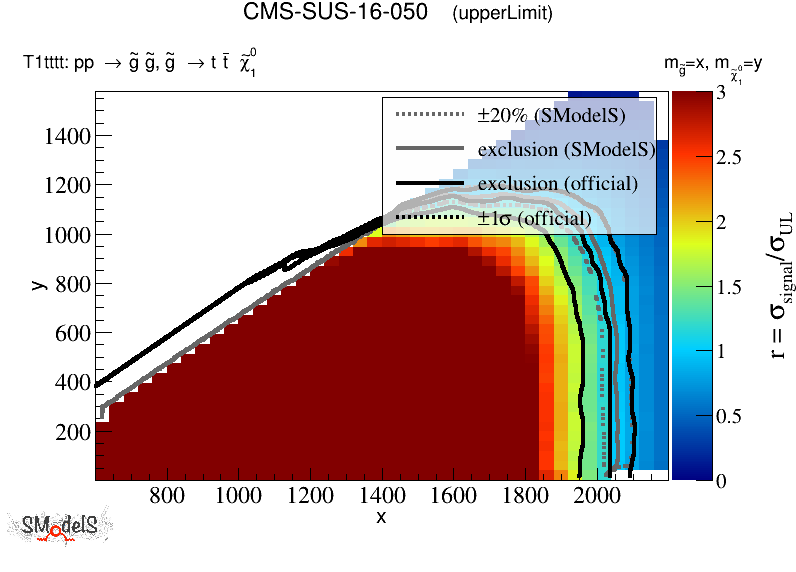 CMS-SUS-16-050 (upperLimit)
T1tttt: pp → g̃ g̃, g̃ → t t̄ χ̃₁⁰
m_g̃=x, m_χ̃₁⁰=y
±20% (SModelS)
exclusion (SModelS)
exclusion (official)
±1σ (official)
1400
1200
1000
800
600
400
200
y
800 1000 1200 1400 1600 1800 2000
x
3
2.5
2
1.5
1
0.5
0
r = σ_signal/σ_UL
SModelS